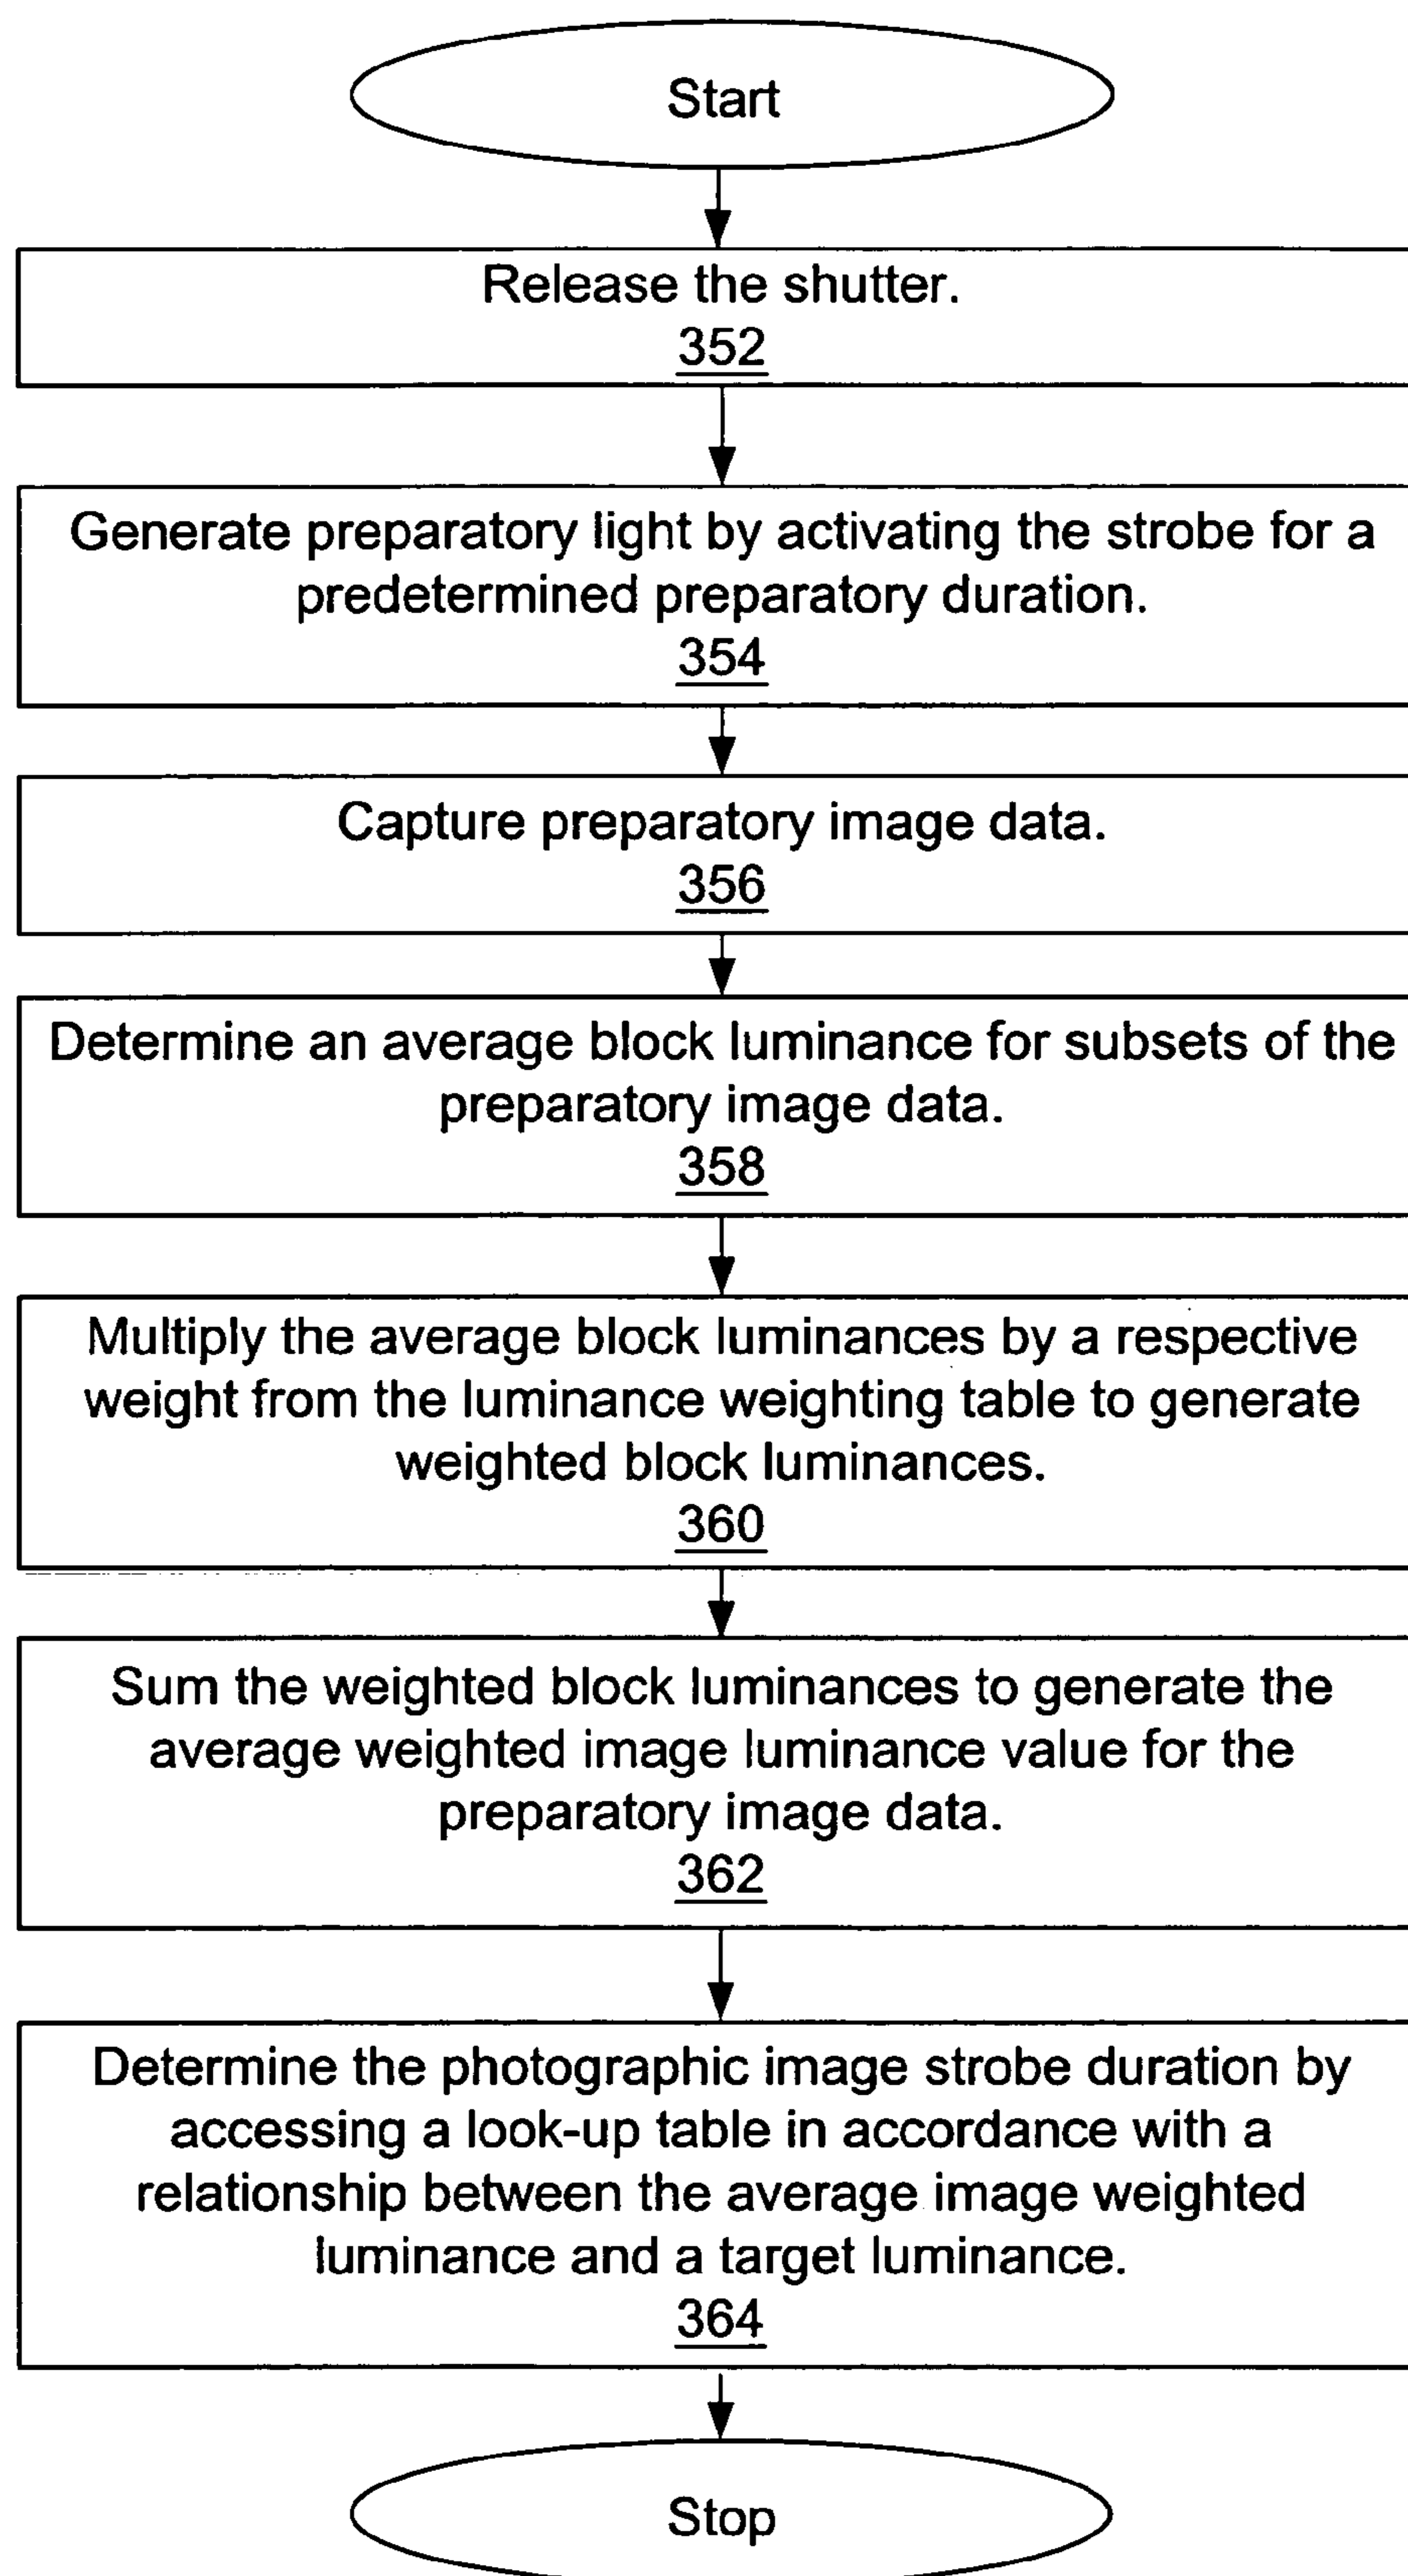 Start
Release the shutter.
352
Generate preparatory light by activating the strobe for a
predetermined preparatory duration.
354
Capture preparatory image data.
356
Determine an average block luminance for subsets of the
preparatory image data.
358
Multiply the average block luminances by a respective
weight from the luminance weighting table to generate
weighted block luminances.
360
Sum the weighted block luminances to generate the
average weighted image luminance value for the
preparatory image data.
362
Determine the photographic image strobe duration by
accessing a look-up table in accordance with a
relationship between the average image weighted
luminance and a target luminance.
364
Stop